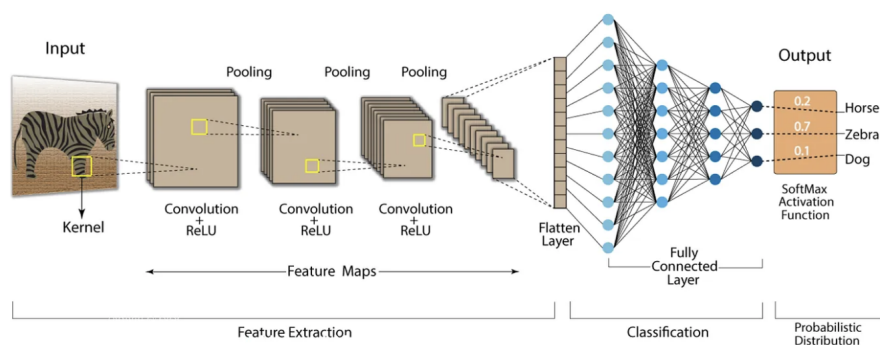 Input
Kernel
Pooling
Pooling
Pooling
Convolution
+
ReLU
Convolution
+
ReLU
Convolution
+
ReLU
Feature Maps
Flatten
Layer
Fully
Connected
Layer
Output
0.2
0.7
0.1
Horse
Zebra
Dog
SoftMax
Activation
Function
Feature Extraction
Classification
Probabilistic
Distribution